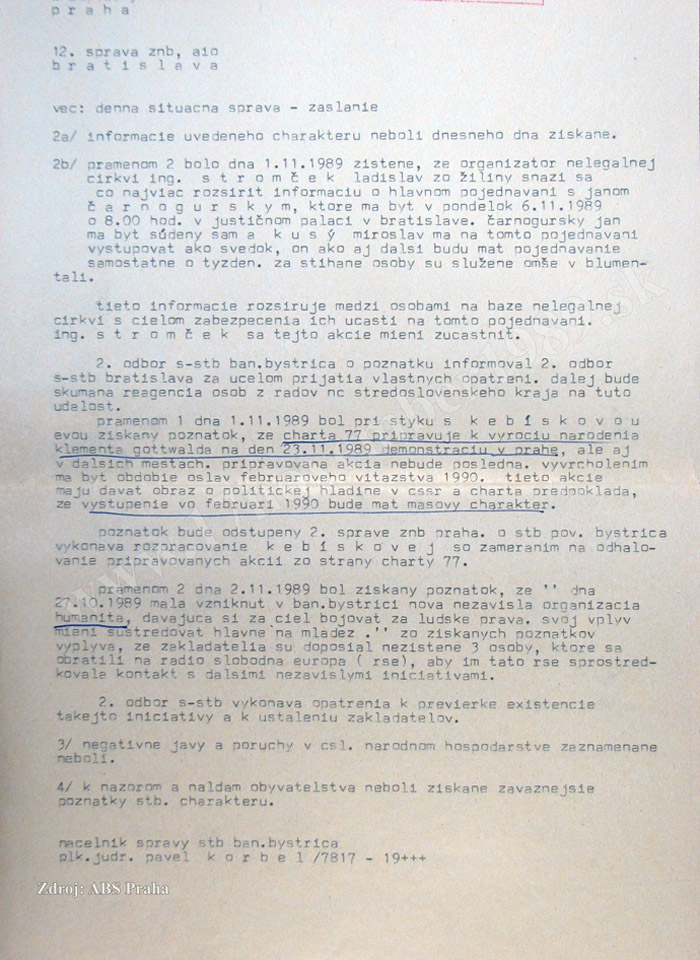 p r a h a
12. sprava znb, aio
b r a t i s l a v a
vec: denna situacna sprava - zaslanie
2a/ informacie uvedeneho charakteru neboli dnesneho dna ziskane.
2b/ pramenom 2 bolo dna 1.11.1989 zistene, ze organizator nelegalnej
cirkvi ing. s t r o m č e k ladislav zo žiliny snazi sa
co najviac rozsirit informaciu o hlavnom pojednavani s janom
č a r n o g u r s k y m, ktore ma byt v pondelok 6.11.1989
o 8.00 hod. v justičnom palaci v bratislave. čarnogursky jan
ma byt súdeny sam a k u s ý miroslav ma na tomto pojednavani
vystupovat ako svedok, on ako aj dalsi budu mat pojednavanie
samostatne o tyzden. za stihane osoby su služene omše v blumen-
tali.
tieto informacie rozsiruje medzi osobami na baze nelegalnej
cirkvi s cielom zabezpecenia ich ucasti na tomto pojednavani.
ing. s t r o m č e k sa tejto akcie mieni zucastnit.
2. odbor s-stb ban.bystrica o poznatku informoval 2. odbor
s-stb bratislava za ucelom prijatia vlastnych opatreni. dalej bude
skumana reagencia osob z radov nc stredoslovenskeho kraja na tuto
udalost.
pramenom 1 dna 1.11.1989 bol pri styku s k e b í s k o v o u
evou získany poznatok, ze charta 77 pripravuje k vyrociu narodenia
klementa gottwalda na den 23.11.1989 demonstraciu v prahe, ale aj
v dalsich mestach. pripravovana akcia nebude posledna. vyvrcholenim
ma byt obdobie oslav februaroveho vitazstva 1990. tieto akcie
maju davat obraz o politickej hladine v cssr a charta predpoklada,
ze vystupenie vo februari 1990 bude mat masovy charakter.
poznatok bude odstupeny 2. sprave znb praha. o stb pov. bystrica
vykonava rozpracovanie k e b í s k o v e j so zameranim na odhalo-
vanie pripravovanych akcii zo strany charty 77.
pramenom 2 dna 2.11.1989 bol ziskany poznatok, ze '' dna
27.10.1989 mala vzniknut v ban.bystrici nova nezavisla organizacia
humanita, davajuca si za ciel bojovat za ludske prava. svoj vplyv
mieni sustredovat hlavne na mladez .'' zo ziskanych poznatkov
vyplyva, ze zakladatelia su doposial nezistene 3 osoby, ktore sa
obratili na radio slobodna europa ( rse), aby im tato rse sprostred-
kovala kontakt s dalsimi nezavislymi iniciativami.
2. odbor s-stb vykonava opatrenia k previerke existencie
takejto iniciativy a k ustaleniu zakladatelov.
3/ negativne javy a poruchy v csl. narodnom hospodarstve zaznamenane
neboli.
4/ k nazorom a naldam obyvatelstva neboli ziskane zavaznejsie
poznatky stb. charakteru.
nacelnik spravy stb ban.bystrica
plk.judr. pavel k o r b e l /7817 - 19+++
Zdroj: ABS Praha